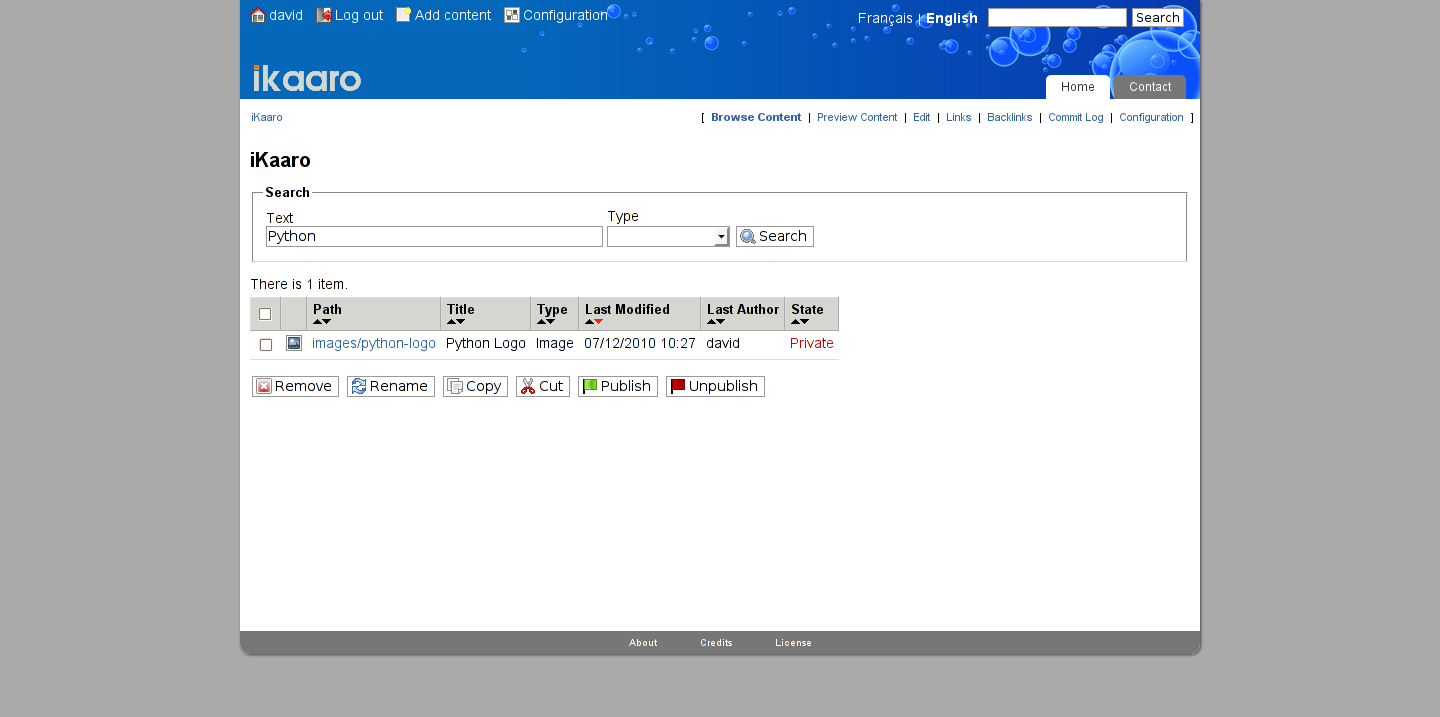 david Log out Add content Configuration Français | English Search
ikaaro
Home Contact
iKaaro [ Browse Content | Preview Content | Edit | Links | Backlinks | Commit Log | Configuration ]
iKaaro
Search
Text Type
Python Search
There is 1 item.
Path Title Type Last Modified Last Author State
images/python-logo Python Logo Image 07/12/2010 10:27 david Private
Remove Rename Copy Cut Publish Unpublish
About Credits License